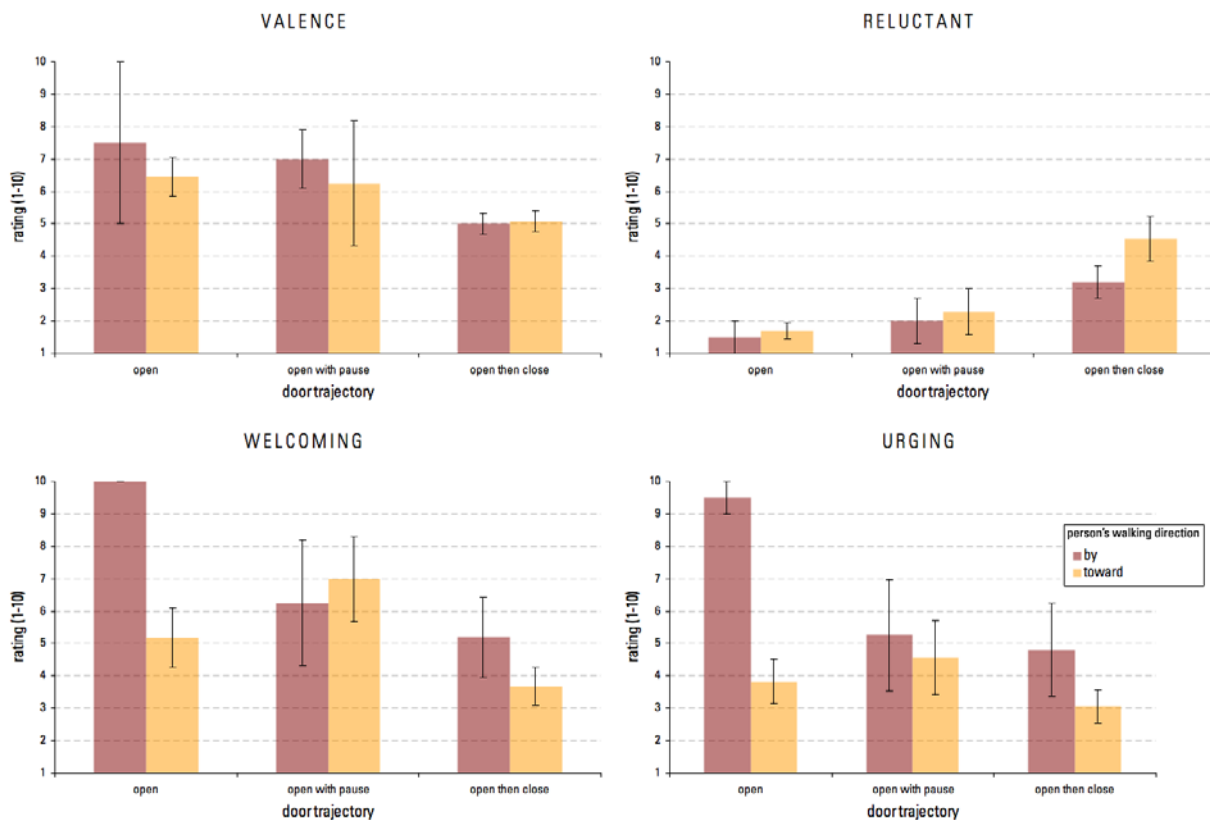 VALENCE
rating (1-10)
10
9
8
7
6
5
4
3
2
1
open
open with pause
open then close
door trajectory
RELUCTANT
rating (1-10)
10
9
8
7
6
5
4
3
2
1
open
open with pause
open then close
door trajectory
WELCOMING
rating (1-10)
10
9
8
7
6
5
4
3
2
1
open
open with pause
open then close
door trajectory
URGING
rating (1-10)
10
9
8
7
6
5
4
3
2
1
open
open with pause
open then close
door trajectory
person's walking direction
by
toward